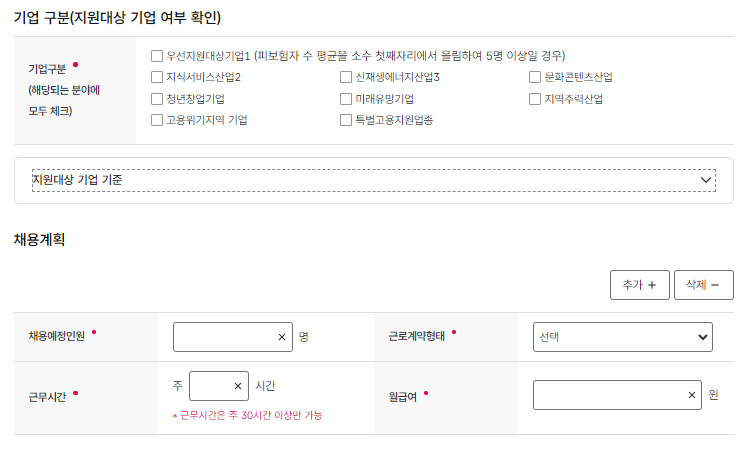 기업 구분(지원대상 기업 여부 확인)
기업구분
(해당되는 분야에
모두 체크)
우선지원대상기업1 (피보험자 수 평균을 소수 첫째자리에서 올림하여 5명 이상일 경우)
지식서비스산업2 신재생에너지산업3 문화콘텐츠산업
청년창업기업 미래유망기업 지역주력산업
고용위기지역 기업 특별고용지원업종
지원대상 기업 기준
채용계획
추가 + 삭제 −
채용예정인원 × 명 근로계약형태 선택
근무시간 주 × 시간 월급여 × 원
* 근무시간은 주 30시간 이상만 가능